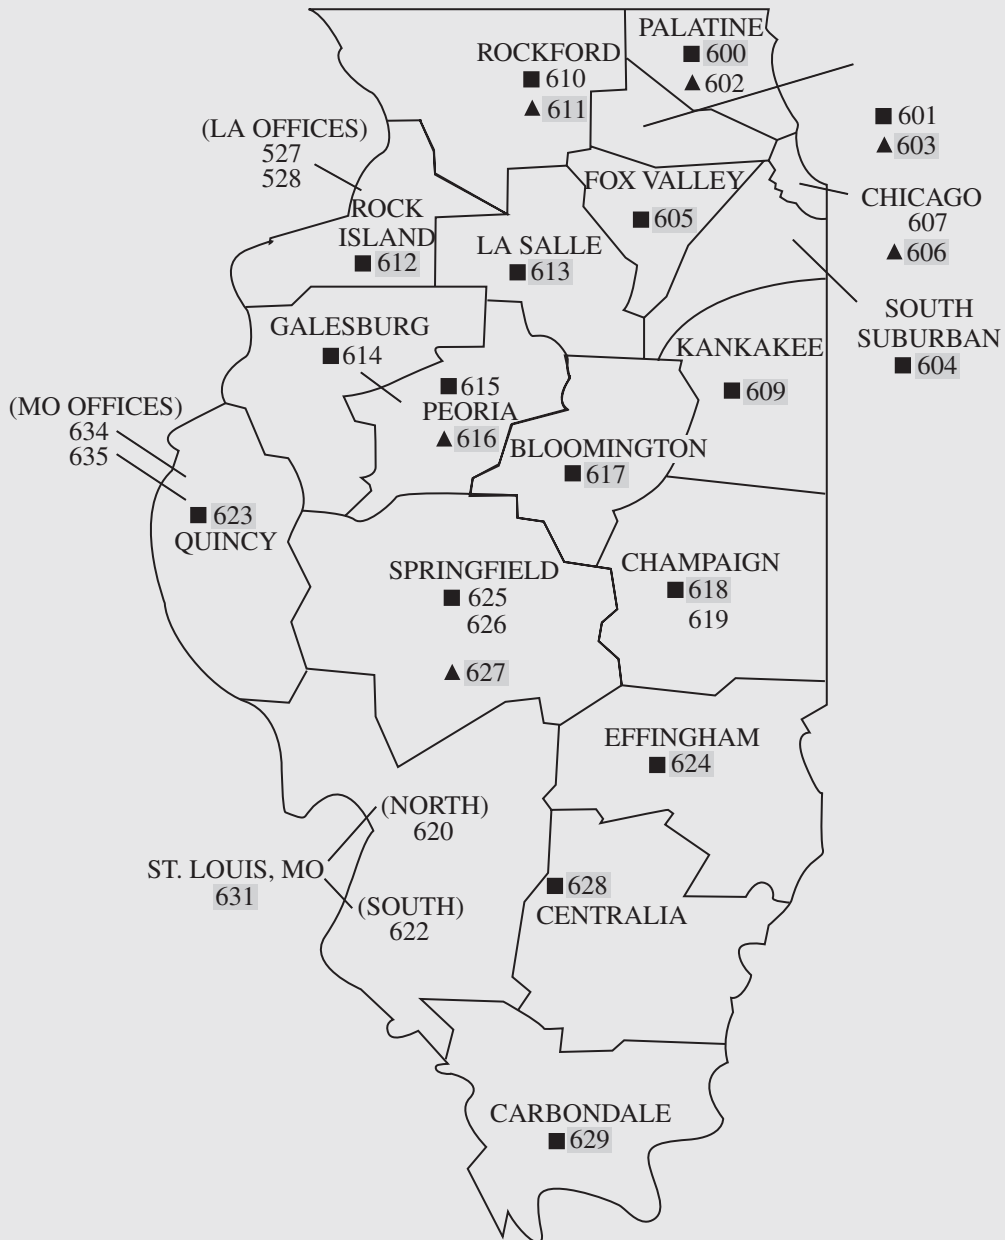 PALATINE
■ 600
▲ 602
ROCKFORD
■ 610
▲ 611
■ 601
▲ 603
(LA OFFICES)
527
528
FOX VALLEY
■ 605
CHICAGO
607
▲ 606
ROCK
ISLAND
■ 612
LA SALLE
■ 613
SOUTH
SUBURBAN
■ 604
GALESBURG
■ 614
KANKAKEE
■ 609
■ 615
PEORIA
▲ 616
(MO OFFICES)
634
635
BLOOMINGTON
■ 617
■ 623
QUINCY
SPRINGFIELD
■ 625
626
▲ 627
CHAMPAIGN
■ 618
619
EFFINGHAM
■ 624
(NORTH)
620
ST. LOUIS, MO
631
(SOUTH)
622
■ 628
CENTRALIA
CARBONDALE
■ 629